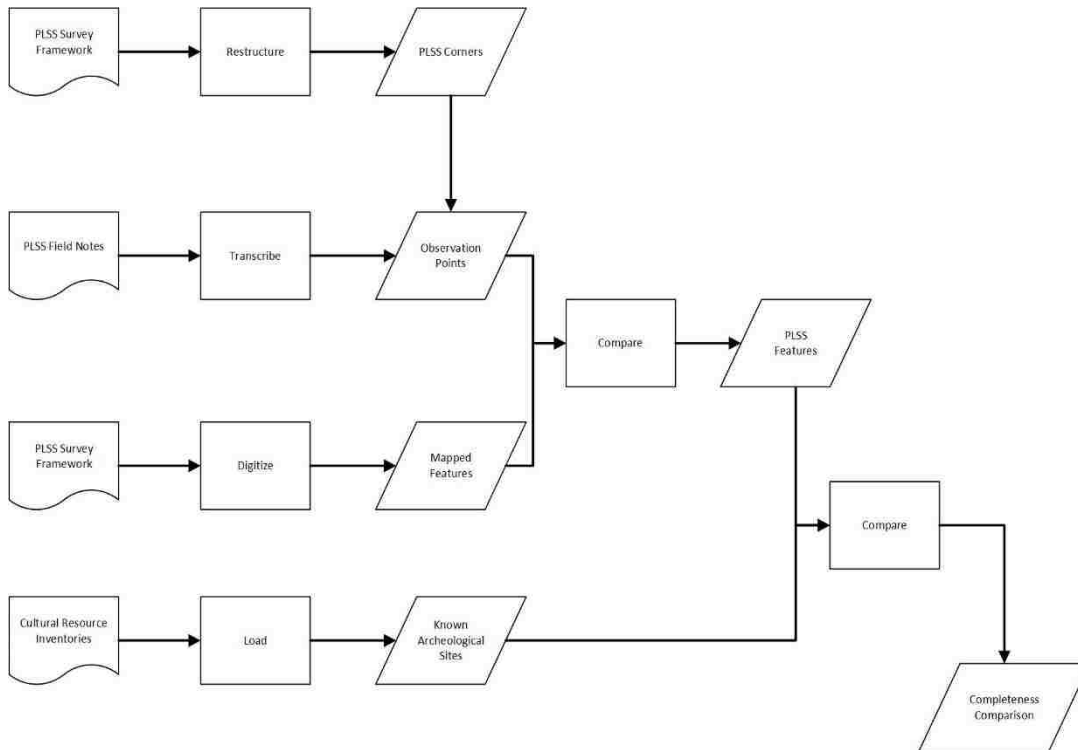 PLSS Survey
Framework
Restructure
PLSS Corners
PLSS Field Notes
Transcribe
Observation
Points
Compare
PLSS
Features
PLSS Survey
Framework
Digitize
Mapped
Features
Compare
Cultural Resource
Inventories
Load
Known
Archeological
Sites
Completeness
Comparison